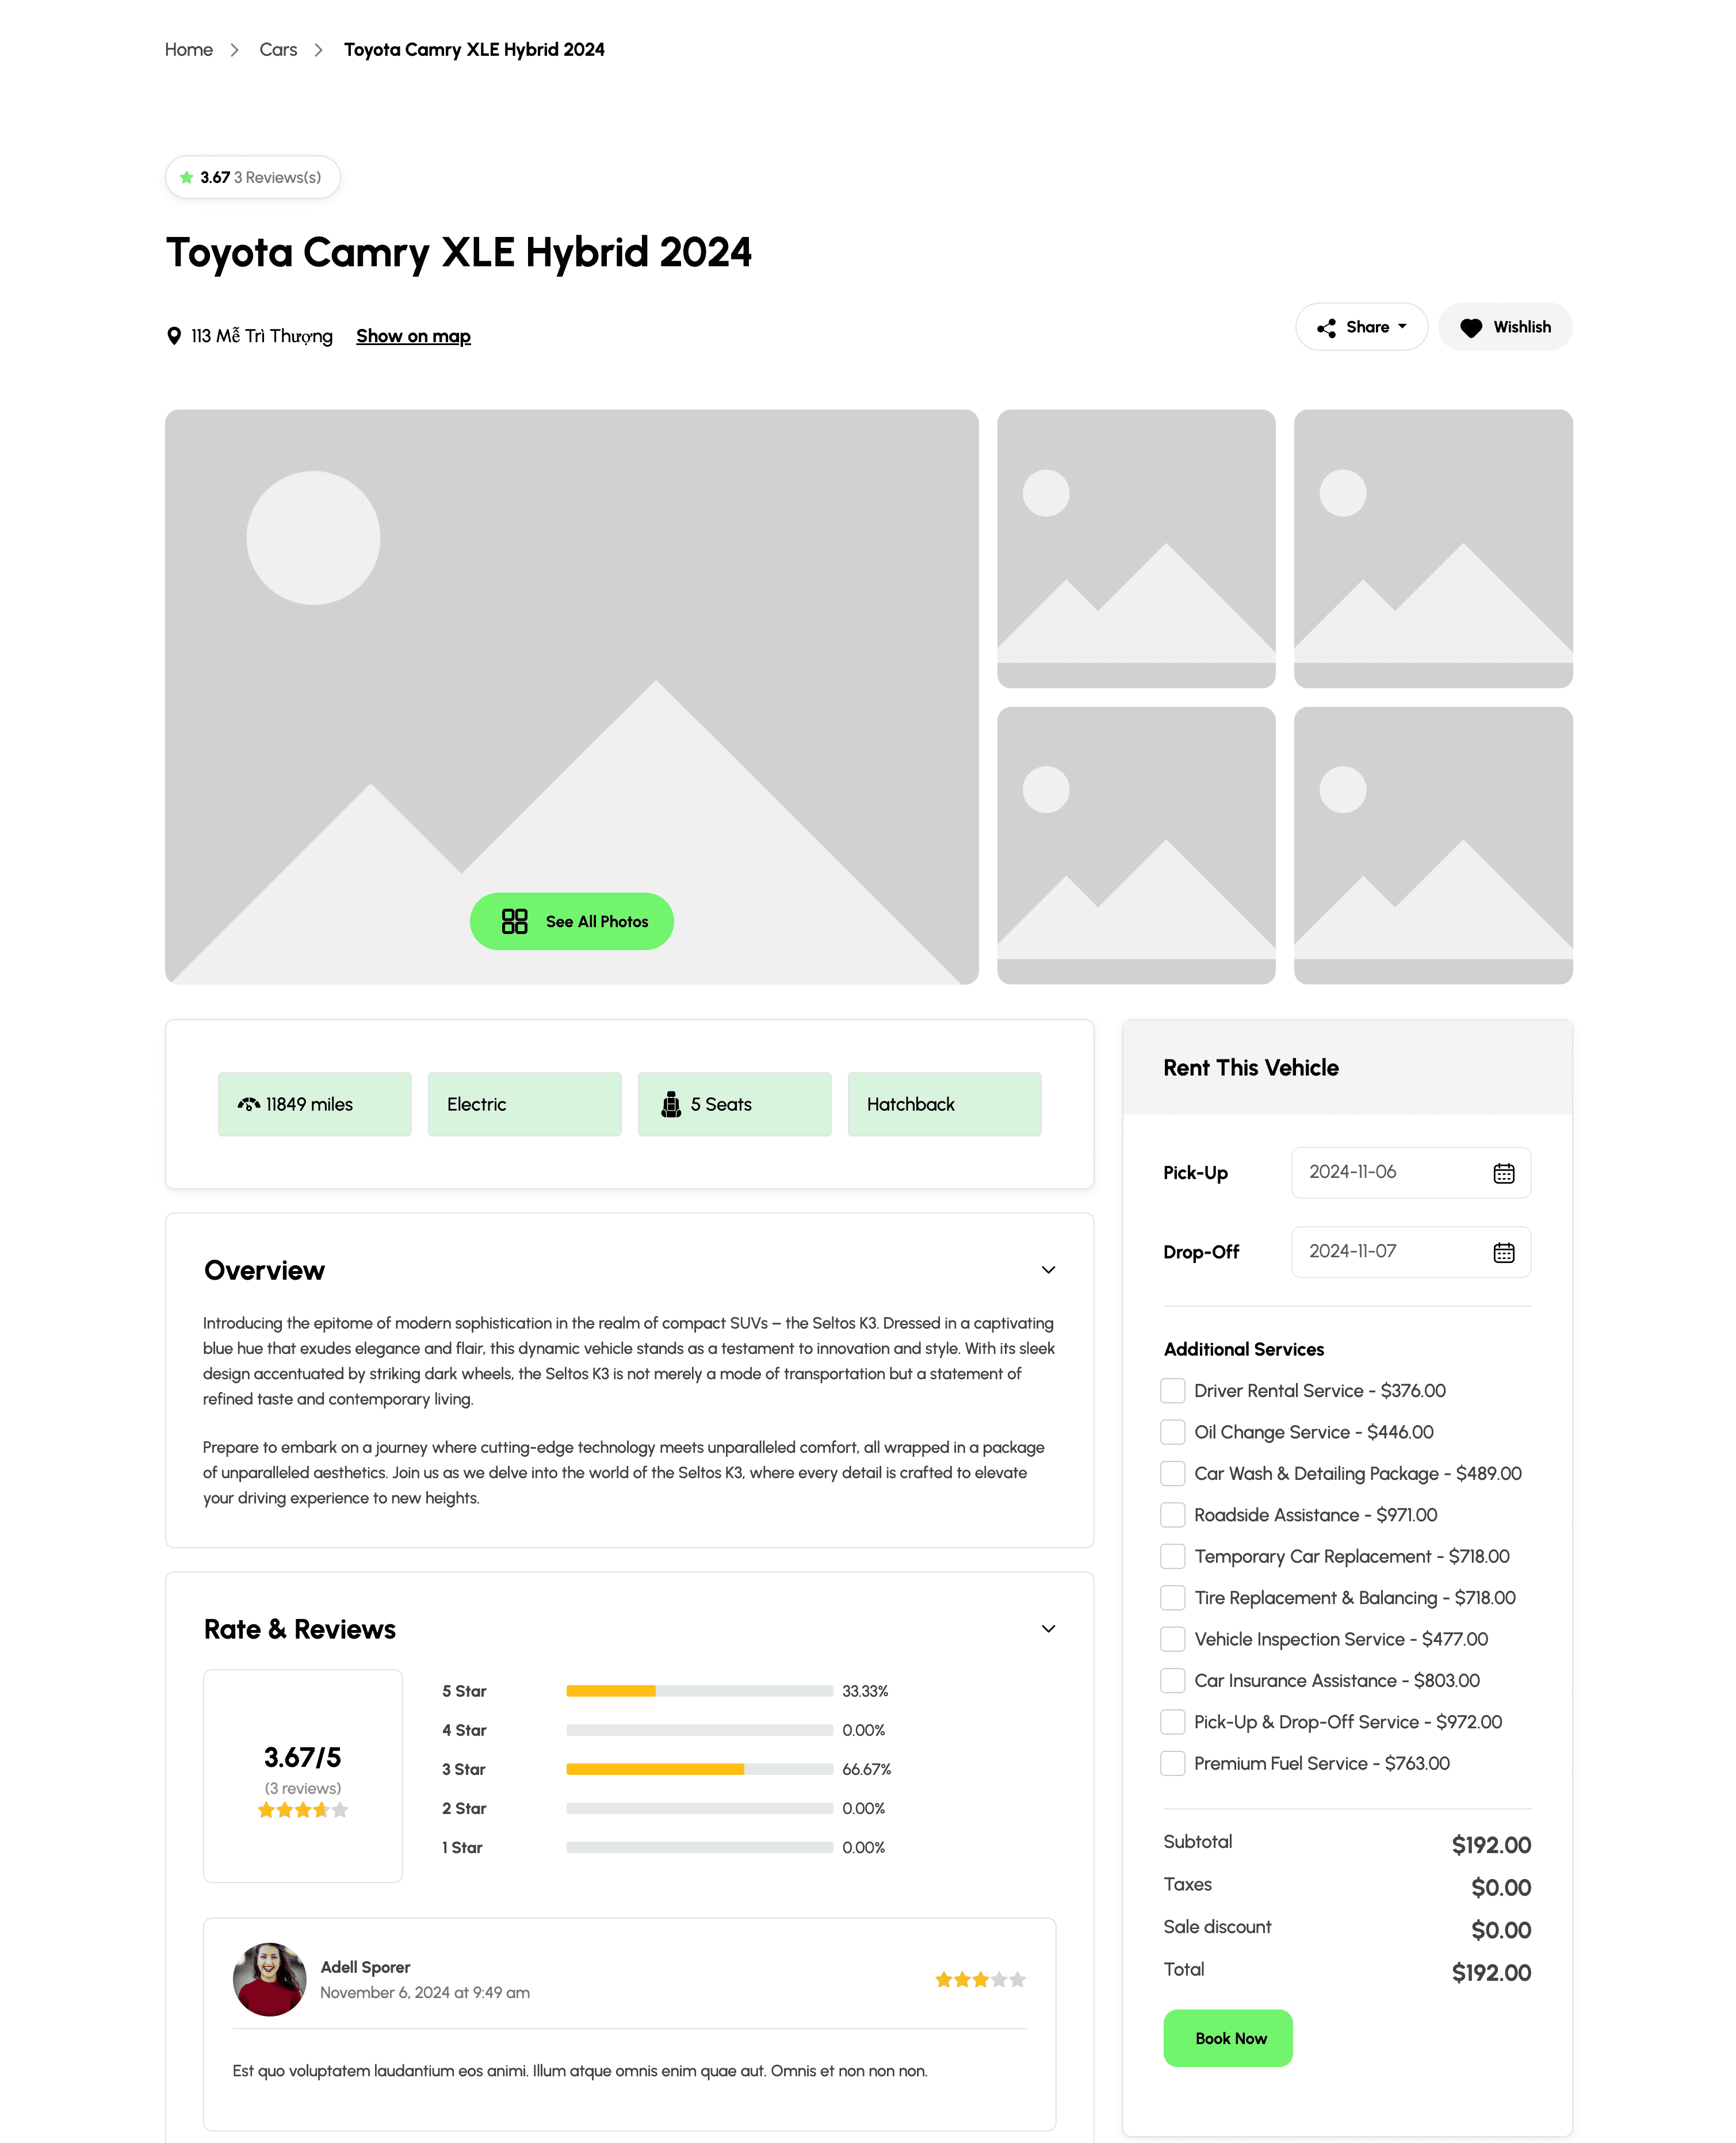 Home
Cars
Toyota Camry XLE Hybrid 2024
3.67 3 Reviews(s)
Toyota Camry XLE Hybrid 2024
113 Mễ Trì Thượng
Show on map
Share
Wishlish
See All Photos
11849 miles
Electric
5 Seats
Hatchback
Overview
Introducing the epitome of modern sophistication in the realm of compact SUVs – the Seltos K3. Dressed in a captivating
blue hue that exudes elegance and flair, this dynamic vehicle stands as a testament to innovation and style. With its sleek
design accentuated by striking dark wheels, the Seltos K3 is not merely a mode of transportation but a statement of
refined taste and contemporary living.
Prepare to embark on a journey where cutting-edge technology meets unparalleled comfort, all wrapped in a package
of unparalleled aesthetics. Join us as we delve into the world of the Seltos K3, where every detail is crafted to elevate
your driving experience to new heights.
Rate & Reviews
3.67/5
(3 reviews)
5 Star 33.33%
4 Star 0.00%
3 Star 66.67%
2 Star 0.00%
1 Star 0.00%
Adell Sporer
November 6, 2024 at 9:49 am
Est quo voluptatem laudantium eos animi. Illum atque omnis enim quae aut. Omnis et non non non.
Rent This Vehicle
Pick-Up 2024-11-06
Drop-Off 2024-11-07
Additional Services
Driver Rental Service - $376.00
Oil Change Service - $446.00
Car Wash & Detailing Package - $489.00
Roadside Assistance - $971.00
Temporary Car Replacement - $718.00
Tire Replacement & Balancing - $718.00
Vehicle Inspection Service - $477.00
Car Insurance Assistance - $803.00
Pick-Up & Drop-Off Service - $972.00
Premium Fuel Service - $763.00
Subtotal $192.00
Taxes $0.00
Sale discount $0.00
Total $192.00
Book Now